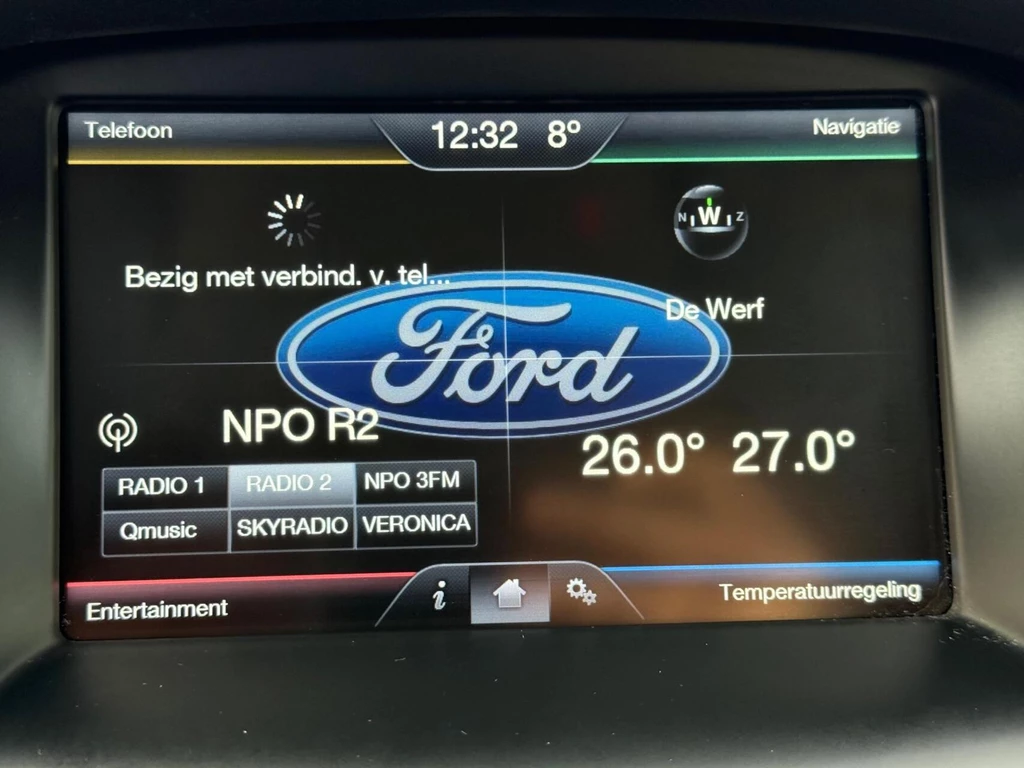 Telefoon
12:32 8°
Navigatie
N W Z
Bezig met verbind. v. tel...
De Werf
Ford
NPO R2
26.0° 27.0°
RADIO 1 RADIO 2 NPO 3FM
Qmusic SKYRADIO VERONICA
Entertainment
i
Temperatuurregeling